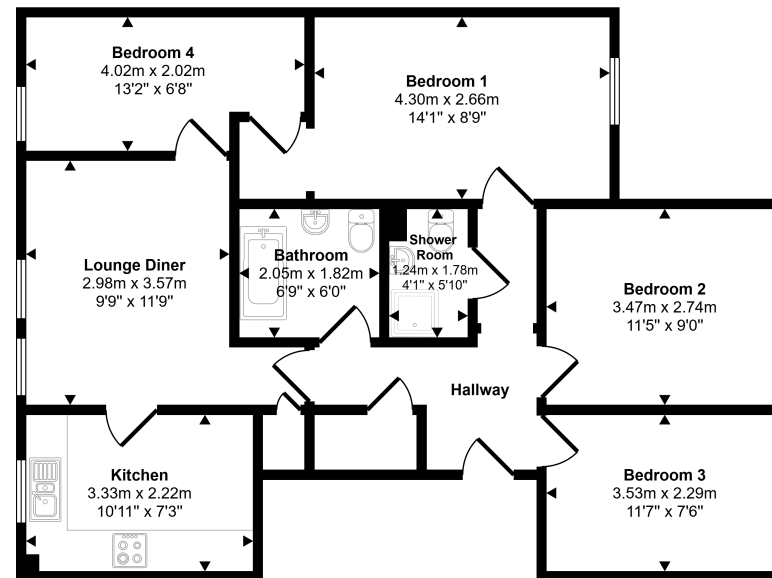 Bedroom 4
4.02m x 2.02m
13'2" x 6'8"
Bedroom 1
4.30m x 2.66m
14'1" x 8'9"
Lounge Diner
2.98m x 3.57m
9'9" x 11'9"
Bathroom
2.05m x 1.82m
6'9" x 6'0"
Shower
Room
1.24m x 1.78m
4'1" x 5'10"
Bedroom 2
3.47m x 2.74m
11'5" x 9'0"
Hallway
Kitchen
3.33m x 2.22m
10'11" x 7'3"
Bedroom 3
3.53m x 2.29m
11'7" x 7'6"